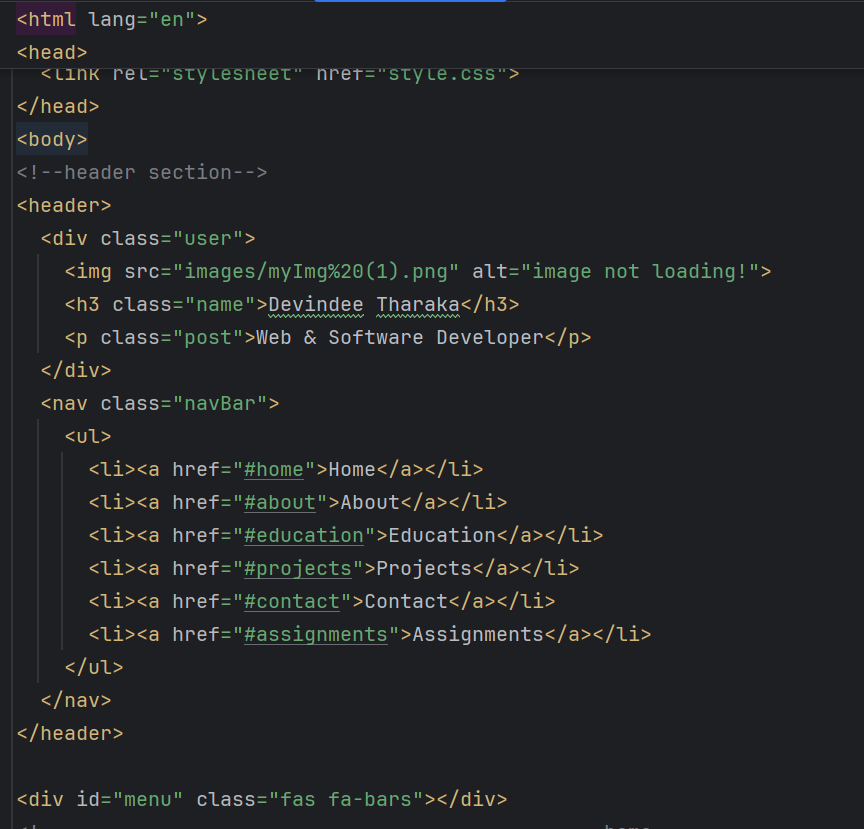 <html lang="en">
<head>
<link rel="stylesheet" href="style.css">
</head>
<body>
<!--header section-->
<header>
<div class="user">
<img src="images/myImg%20(1).png" alt="image not loading!">
<h3 class="name">Devindee Tharaka</h3>
<p class="post">Web & Software Developer</p>
</div>
<nav class="navBar">
<ul>
<li><a href="#home">Home</a></li>
<li><a href="#about">About</a></li>
<li><a href="#education">Education</a></li>
<li><a href="#projects">Projects</a></li>
<li><a href="#contact">Contact</a></li>
<li><a href="#assignments">Assignments</a></li>
</ul>
</nav>
</header>
<div id="menu" class="fas fa-bars"></div>